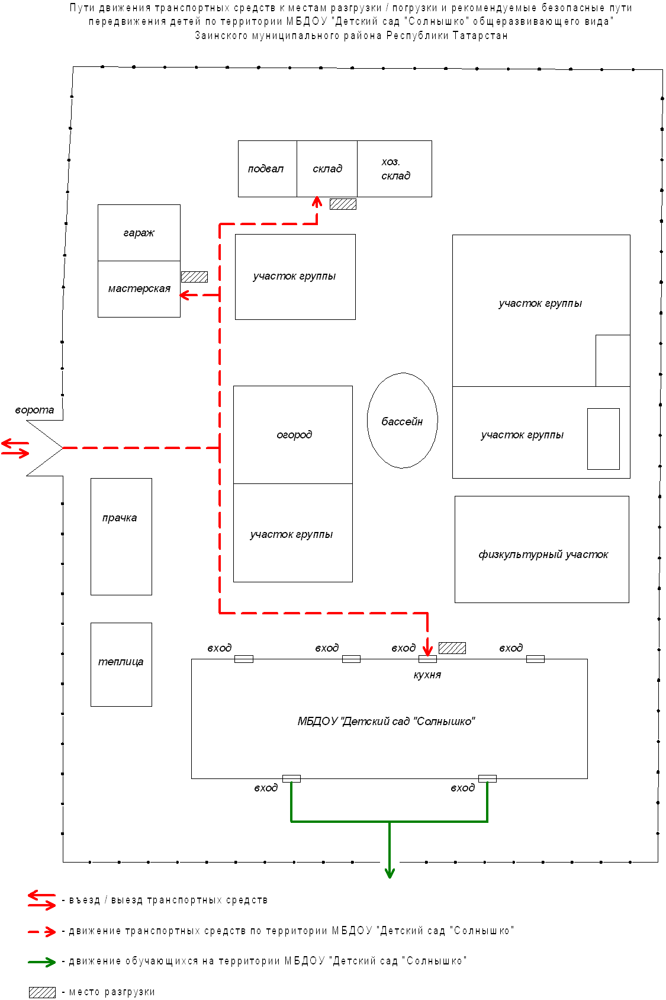 Пути движения транспортных средств к местам разгрузки / погрузки и рекомендуемые безопасные пути
передвижения детей по территории МБДОУ "Детский сад "Солнышко" общеразвивающего вида"
Заинского муниципального района Республики Татарстан
подвал
склад
хоз.
склад
гараж
мастерская
участок группы
участок группы
ворота
огород
бассейн
участок группы
прачка
участок группы
физкультурный участок
теплица
вход
вход
вход
вход
кухня
МБДОУ "Детский сад "Солнышко"
вход
вход
- въезд / выезд транспортных средств
- движение транспортных средств по территории МБДОУ "Детский сад "Солнышко"
- движение обучающихся на территории МБДОУ "Детский сад "Солнышко"
- место разгрузки